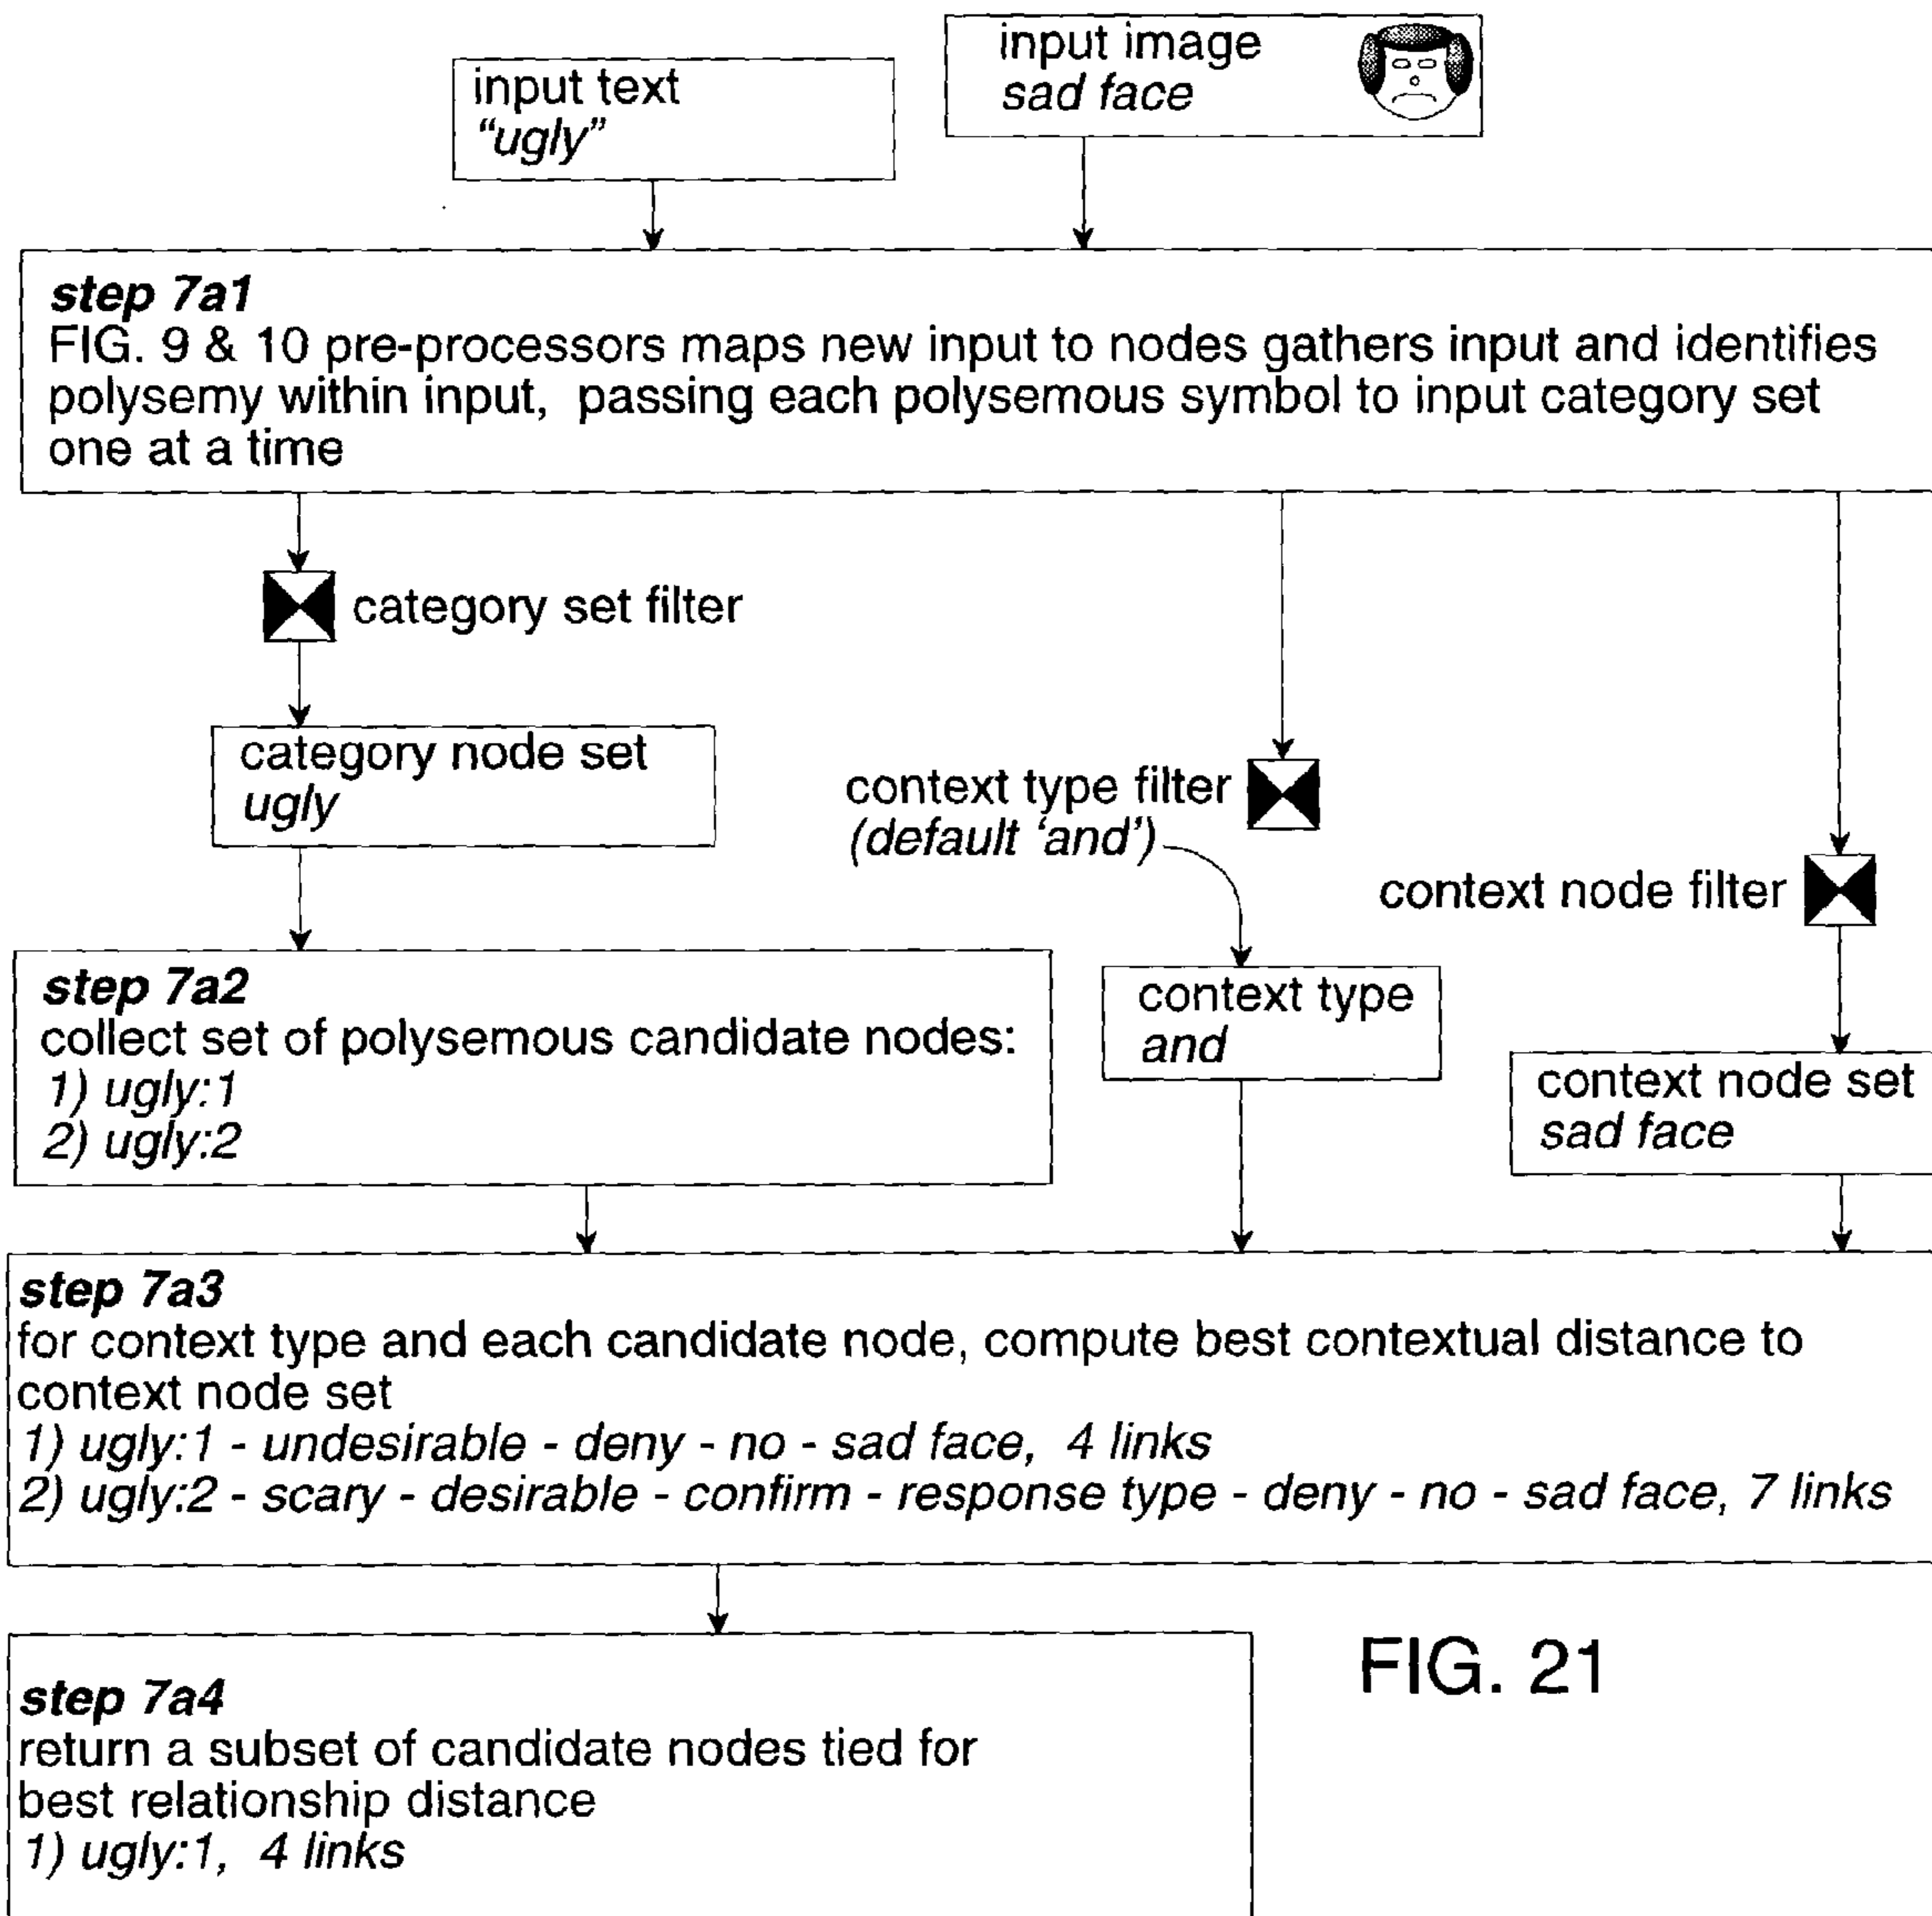 input text
“ugly”
input image
sad face
step 7a1
FIG. 9 & 10 pre-processors maps new input to nodes gathers input and identifies
polysemy within input, passing each polysemous symbol to input category set
one at a time
category set filter
category node set
ugly
context type filter
(default ‘and’)
context node filter
step 7a2
collect set of polysemous candidate nodes:
1) ugly:1
2) ugly:2
context type
and
context node set
sad face
step 7a3
for context type and each candidate node, compute best contextual distance to
context node set
1) ugly:1 - undesirable - deny - no - sad face, 4 links
2) ugly:2 - scary - desirable - confirm - response type - deny - no - sad face, 7 links
step 7a4
return a subset of candidate nodes tied for
best relationship distance
1) ugly:1, 4 links
FIG. 21